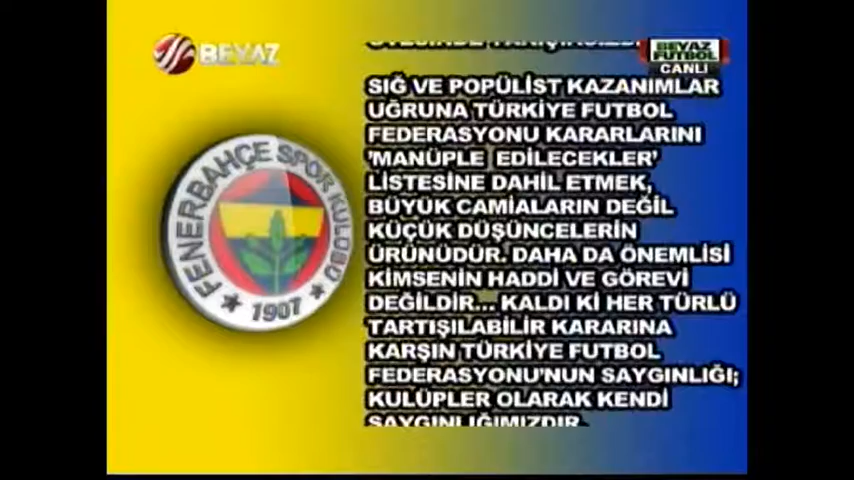 BEYAZ
BEYAZ
FUTBOL
CANLI
SIĞ VE POPÜLİST KAZANIMLAR
UĞRUNA TÜRKİYE FUTBOL
FEDERASYONU KARARLARINI
'MANÜPLE EDİLECEKLER'
LİSTESİNE DAHİL ETMEK,
BÜYÜK CAMİALARIN DEĞİL
KÜÇÜK DÜŞÜNCELERİN
ÜRÜNÜDÜR. DAHA DA ÖNEMLİSİ
KİMSENİN HADDİ VE GÖREVİ
DEĞİLDİR... KALDI Kİ HER TÜRLÜ
TARTIŞILABİLİR KARARINA
KARŞIN TÜRKİYE FUTBOL
FEDERASYONU'NUN SAYGINLIĞI;
KULÜPLER OLARAK KENDİ
SAYGINLIĞIMIZDIR
FENERBAHÇE SPOR KULÜBÜ
1907